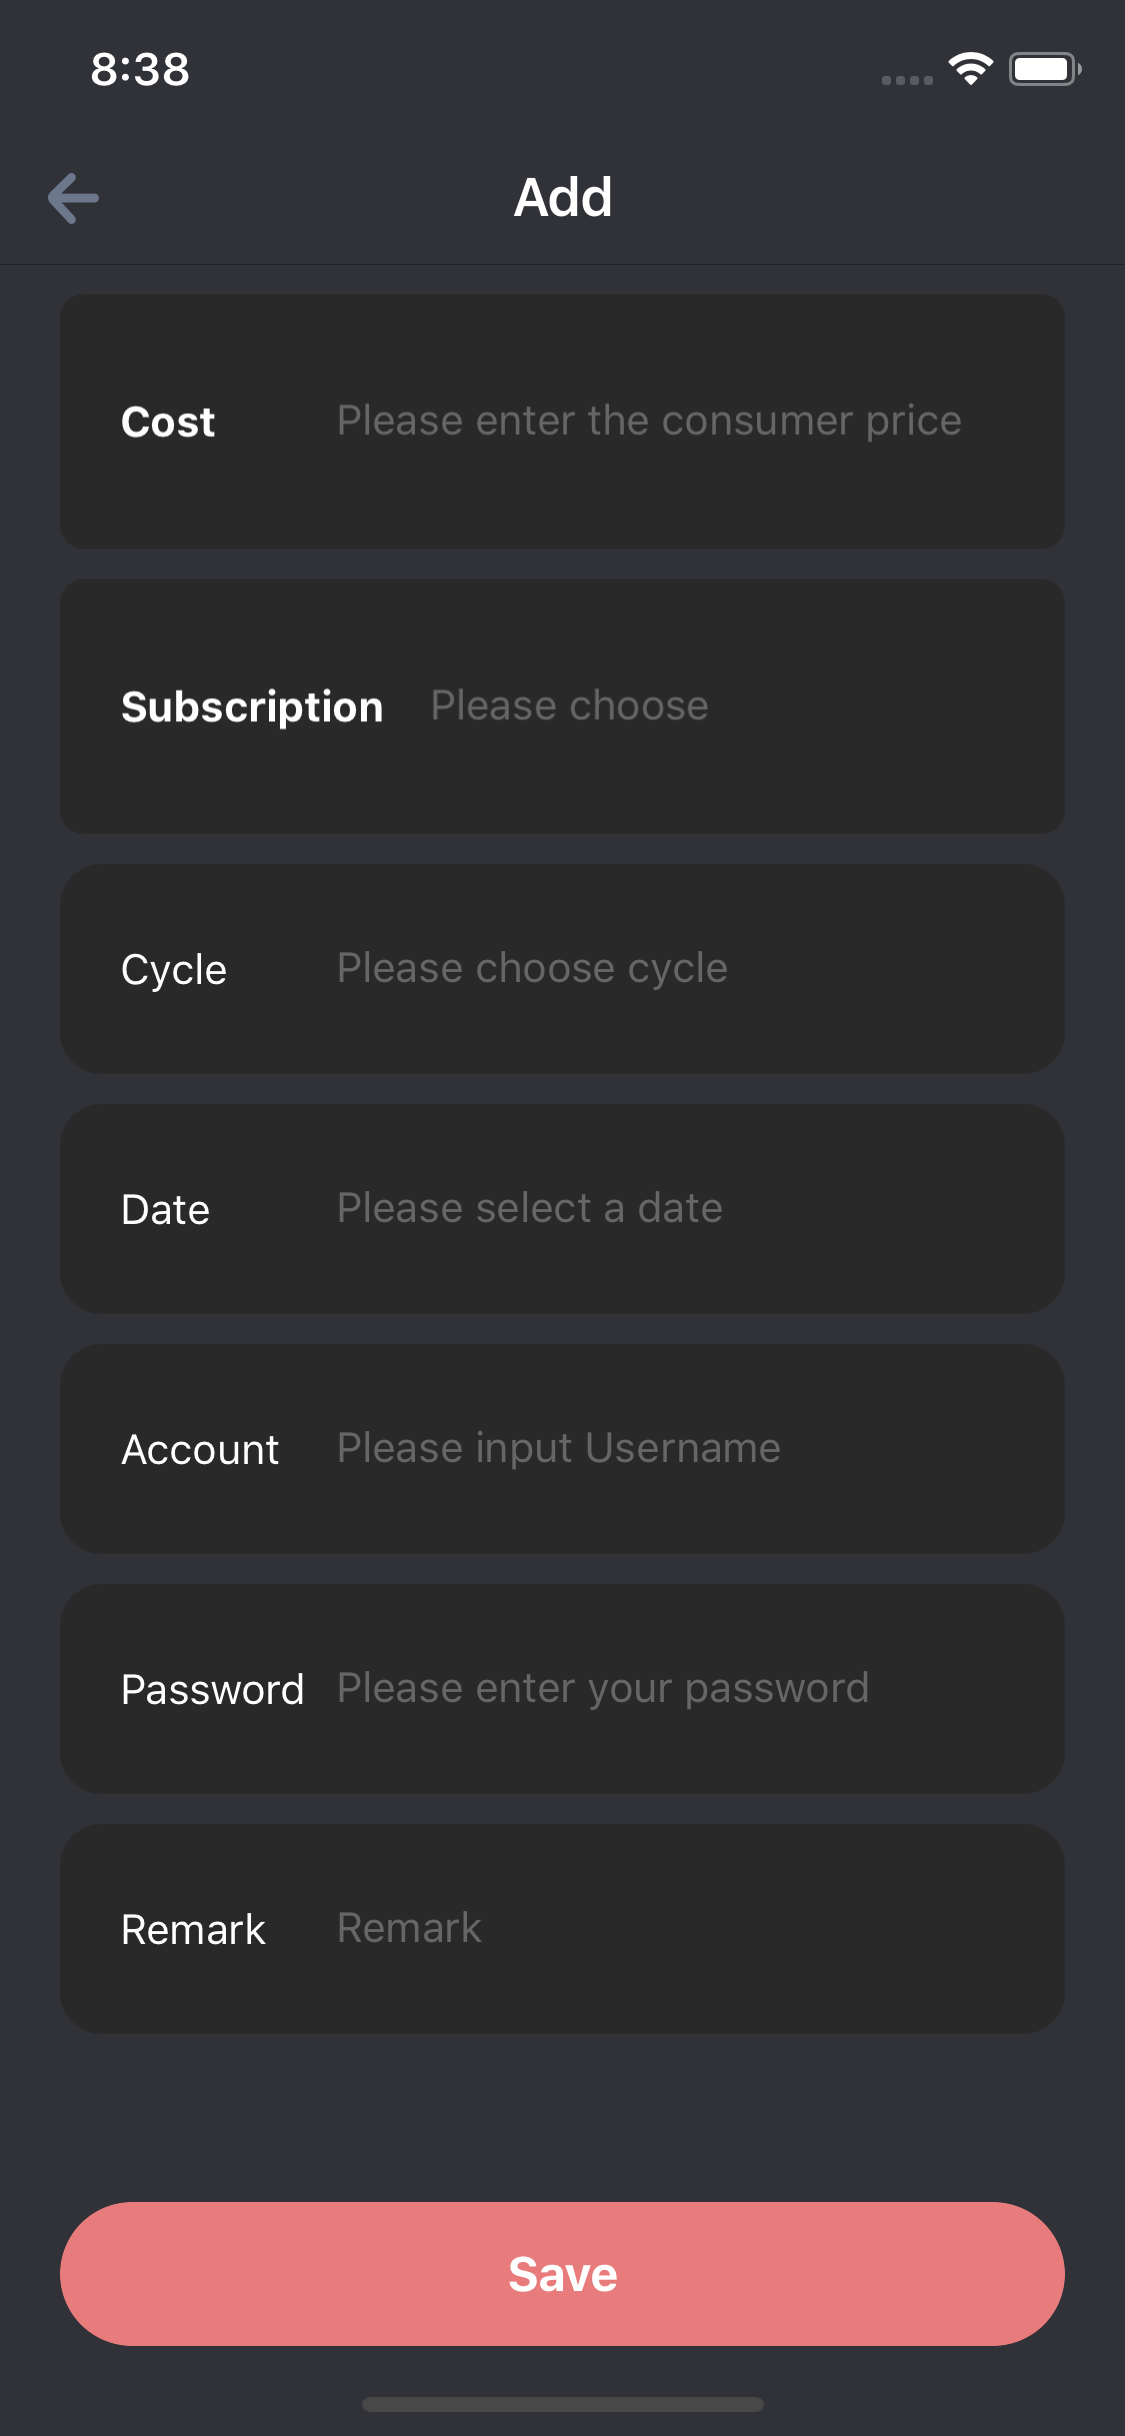 8:38
Add
Cost Please enter the consumer price
Subscription Please choose
Cycle Please choose cycle
Date Please select a date
Account Please input Username
Password Please enter your password
Remark Remark
Save